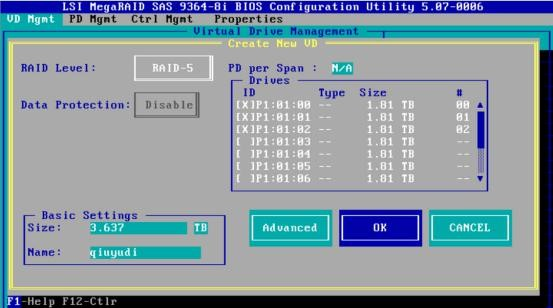 LSI MegaRAID SAS 9364-8i BIOS Configuration Utility 5.07-0006
VD Mgmt PD Mgmt Ctrl Mgmt Properties
Virtual Drive Management
Create New VD
RAID Level: RAID-5 PD per Span : N/A
Drives
ID Type Size #
Data Protection: Disable
[X]P1:01:00 -- 1.81 TB 00
[X]P1:01:01 -- 1.81 TB 01
[X]P1:01:02 -- 1.81 TB 02
[ ]P1:01:03 -- 1.81 TB --
[ ]P1:01:04 -- 1.81 TB --
[ ]P1:01:05 -- 1.81 TB --
[ ]P1:01:06 -- 1.81 TB --
Basic Settings
Size: 3.637 TB
Name: qiuyudi
Advanced OK CANCEL
F1-Help F12-Ctlr